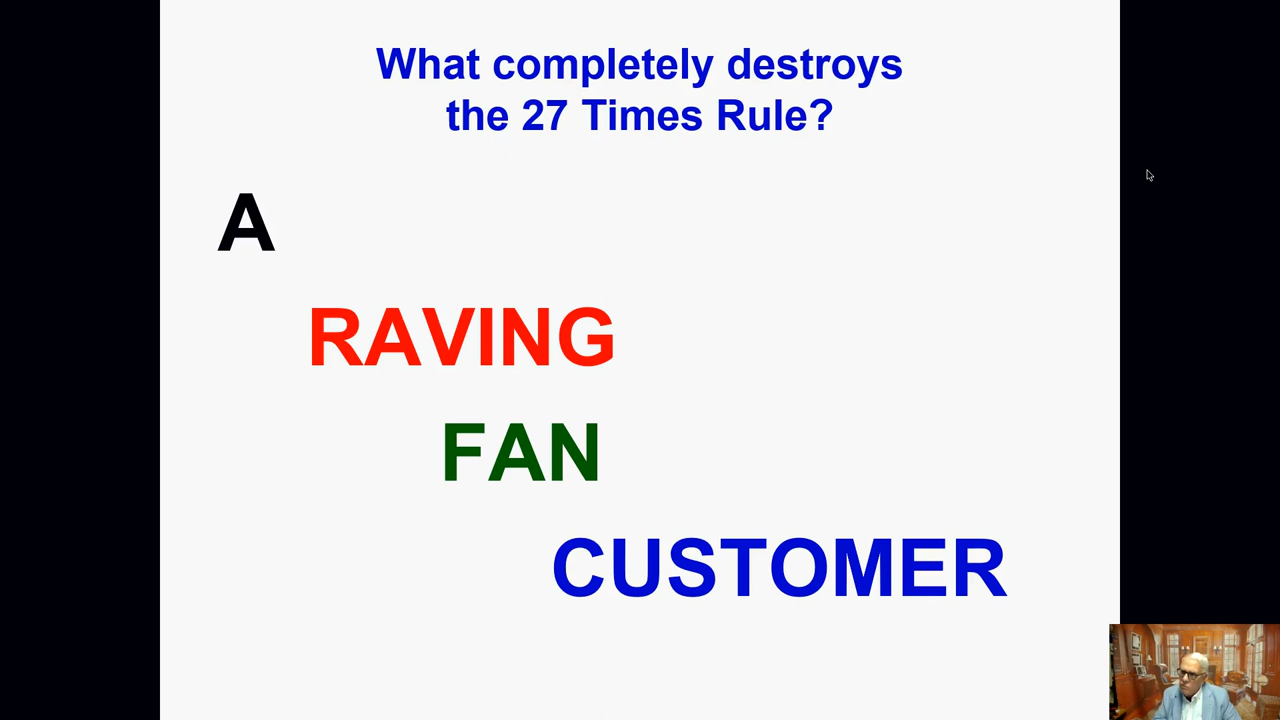 What completely destroys
the 27 Times Rule?
A
RAVING
FAN
CUSTOMER